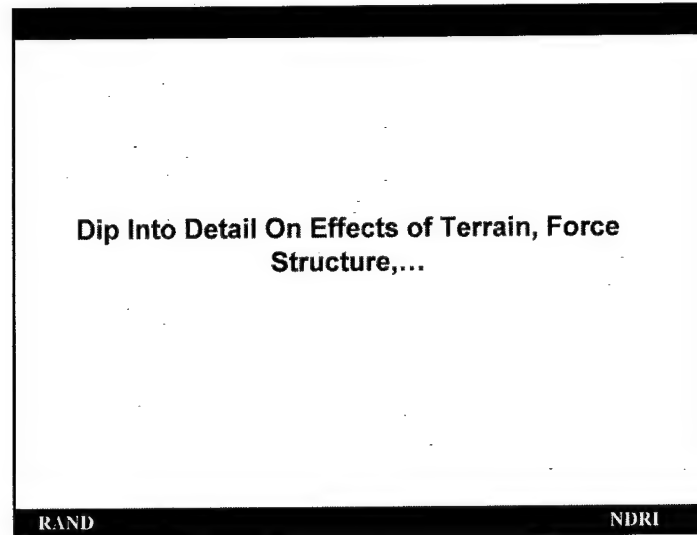 Dip Into Detail On Effects of Terrain, Force
Structure,...
RAND
NDRI